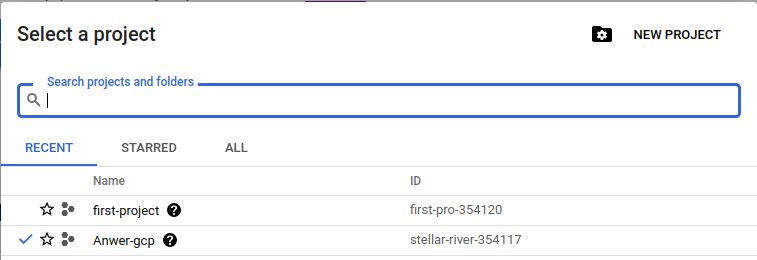 Select a project
NEW PROJECT
Search projects and folders
RECENT STARRED ALL
Name ID
first-project first-pro-354120
Anwer-gcp stellar-river-354117